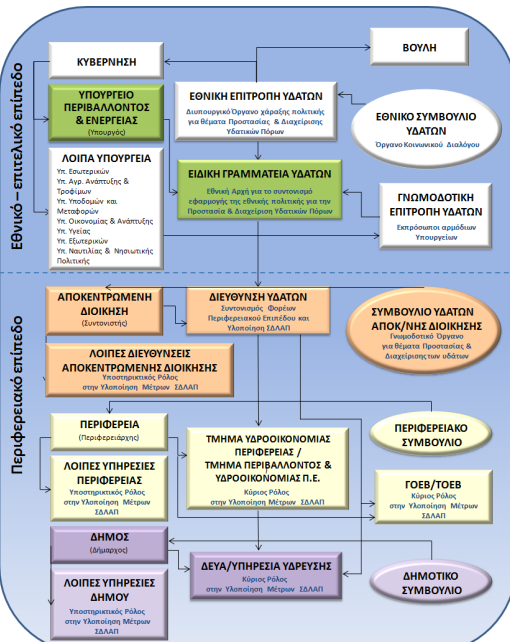 Εθνικό – επιτελικό επίπεδο
ΚΥΒΕΡΝΗΣΗ
ΒΟΥΛΗ
ΥΠΟΥΡΓΕΙΟ
ΠΕΡΙΒΑΛΛΟΝΤΟΣ
& ΕΝΕΡΓΕΙΑΣ
(Υπουργός)
ΕΘΝΙΚΗ ΕΠΙΤΡΟΠΗ ΥΔΑΤΩΝ
Διυπουργικό Όργανο χάραξης πολιτικής
για θέματα Προστασίας & Διαχείρισης
Υδατικών Πόρων
ΕΘΝΙΚΟ ΣΥΜΒΟΥΛΙΟ
ΥΔΑΤΩΝ
Όργανο Κοινωνικού Διαλόγου
ΛΟΙΠΑ ΥΠΟΥΡΓΕΙΑ
Υπ. Εσωτερικών
Υπ. Αγρ. Ανάπτυξης &
Τροφίμων
Υπ. Υποδομών και
Μεταφορών
Υπ. Οικονομίας & Ανάπτυξης
Υπ. Υγείας
Υπ. Εξωτερικών
Υπ. Ναυτιλίας & Νησιωτικής
Πολιτικής
ΕΙΔΙΚΗ ΓΡΑΜΜΑΤΕΙΑ ΥΔΑΤΩΝ
Εθνική Αρχή για το συντονισμό
εφαρμογής της εθνικής πολιτικής για την
Προστασία & Διαχείριση Υδατικών Πόρων
ΓΝΩΜΟΔΟΤΙΚΗ
ΕΠΙΤΡΟΠΗ ΥΔΑΤΩΝ
Εκπρόσωποι αρμόδιων
Υπουργείων
Περιφερειακό επίπεδο
ΑΠΟΚΕΝΤΡΩΜΕΝΗ
ΔΙΟΙΚΗΣΗ
(Συντονιστής)
ΔΙΕΥΘΥΝΣΗ ΥΔΑΤΩΝ
Συντονισμός Φορέων
Περιφερειακού Επιπέδου και
Υλοποίηση ΣΔΛΑΠ
ΣΥΜΒΟΥΛΙΟ ΥΔΑΤΩΝ
ΑΠΟΚ/ΝΗΣ ΔΙΟΙΚΗΣΗΣ
Γνωμοδοτικό Όργανο
για θέματα Προστασίας &
Διαχείρισης των υδάτων
ΛΟΙΠΕΣ ΔΙΕΥΘΥΝΣΕΙΣ
ΑΠΟΚΕΝΤΡΩΜΕΝΗΣ ΔΙΟΙΚΗΣΗΣ
Υποστηρικτικός Ρόλος
στην Υλοποίηση Μέτρων ΣΔΛΑΠ
ΠΕΡΙΦΕΡΕΙΑ
(Περιφερειάρχης)
ΠΕΡΙΦΕΡΕΙΑΚΟ
ΣΥΜΒΟΥΛΙΟ
ΤΜΗΜΑ ΥΔΡΟΟΙΚΟΝΟΜΙΑΣ
ΠΕΡΙΦΕΡΕΙΑΣ /
ΤΜΗΜΑ ΠΕΡΙΒΑΛΛΟΝΤΟΣ &
ΥΔΡΟΟΙΚΟΝΟΜΙΑΣ Π.Ε.
Κύριος Ρόλος
στην Υλοποίηση Μέτρων ΣΔΛΑΠ
ΛΟΙΠΕΣ ΥΠΗΡΕΣΙΕΣ
ΠΕΡΙΦΕΡΕΙΑΣ
Υποστηρικτικός Ρόλος
στην Υλοποίηση Μέτρων
ΣΔΛΑΠ
ΓΟΕΒ/ΤΟΕΒ
Κύριος Ρόλος
στην Υλοποίηση Μέτρων
ΣΔΛΑΠ
ΔΗΜΟΣ
(Δήμαρχος)
ΔΕΥΑ/ΥΠΗΡΕΣΙΑ ΥΔΡΕΥΣΗΣ
Κύριος Ρόλος
στην Υλοποίηση Μέτρων ΣΔΛΑΠ
ΔΗΜΟΤΙΚΟ
ΣΥΜΒΟΥΛΙΟ
ΛΟΙΠΕΣ ΥΠΗΡΕΣΙΕΣ
ΔΗΜΟΥ
Υποστηρικτικός Ρόλος
στην Υλοποίηση Μέτρων
ΣΔΛΑΠ